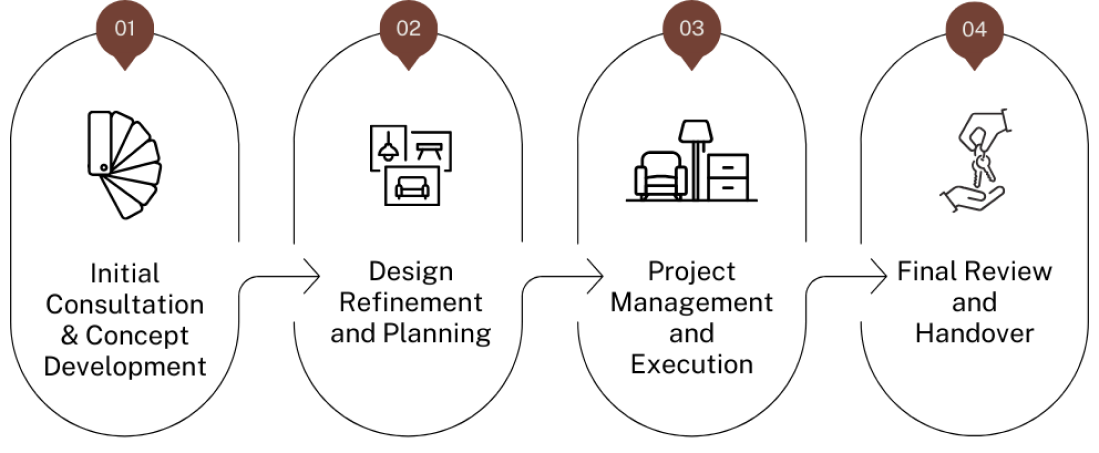 01
Initial
Consultation
& Concept
Development
02
Design
Refinement
and Planning
03
Project
Management
and
Execution
04
Final Review
and
Handover